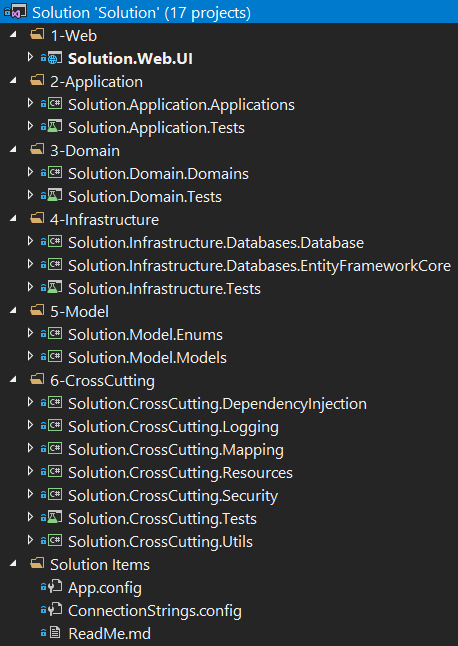 Solution 'Solution' (17 projects)
1-Web
Solution.Web.UI
2-Application
Solution.Application.Applications
Solution.Application.Tests
3-Domain
Solution.Domain.Domains
Solution.Domain.Tests
4-Infrastructure
Solution.Infrastructure.Databases.Database
Solution.Infrastructure.Databases.EntityFrameworkCore
Solution.Infrastructure.Tests
5-Model
Solution.Model.Enums
Solution.Model.Models
6-CrossCutting
Solution.CrossCutting.DependencyInjection
Solution.CrossCutting.Logging
Solution.CrossCutting.Mapping
Solution.CrossCutting.Resources
Solution.CrossCutting.Security
Solution.CrossCutting.Tests
Solution.CrossCutting.Utils
Solution Items
App.config
ConnectionStrings.config
ReadMe.md